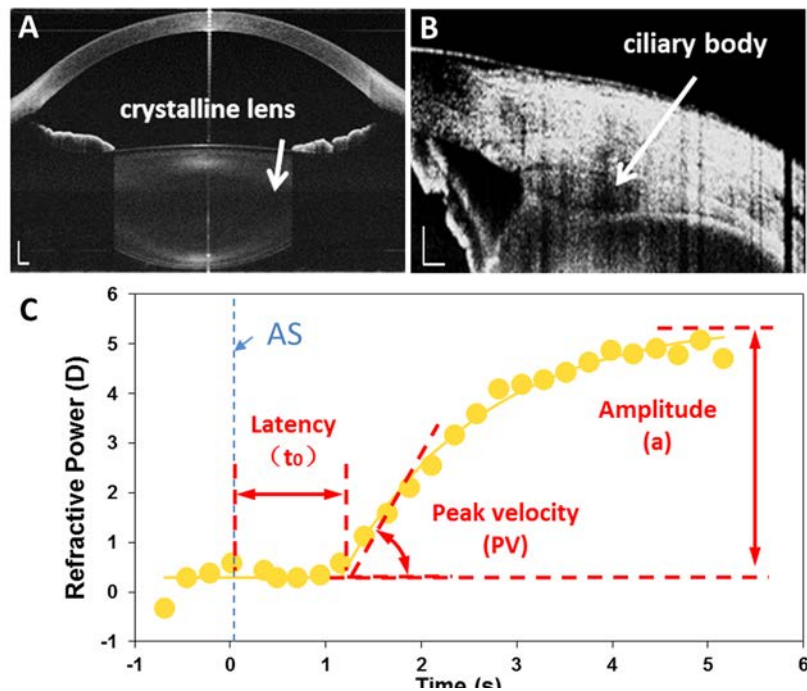 A
crystalline lens
B
ciliary body
C
6
5
4
3
2
1
0
-1
Refractive Power (D)
AS
Latency
（t₀）
Peak velocity
(PV)
Amplitude
(a)
-1
0
1
2
3
4
5
6
Time (s)